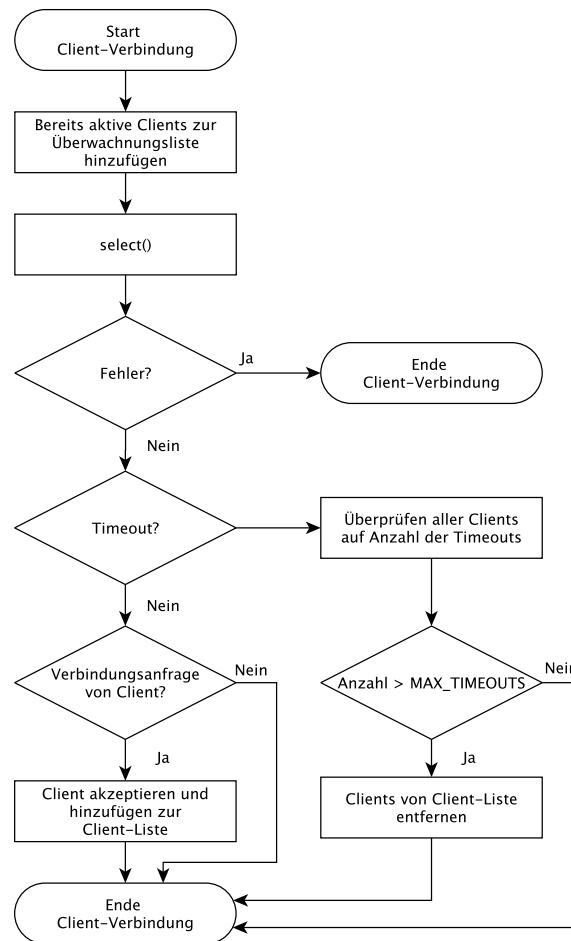 Start
Client-Verbindung
Bereits aktive Clients zur
Überwachnungsliste
hinzufügen
select()
Fehler?
Ja
Ende
Client-Verbindung
Nein
Timeout?
Überprüfen aller Clients
auf Anzahl der Timeouts
Nein
Verbindungsanfrage
von Client?
Nein
Anzahl > MAX_TIMEOUTS
Nein
Ja
Ja
Client akzeptieren und
hinzufügen zur
Client-Liste
Clients von Client-Liste
entfernen
Ende
Client-Verbindung